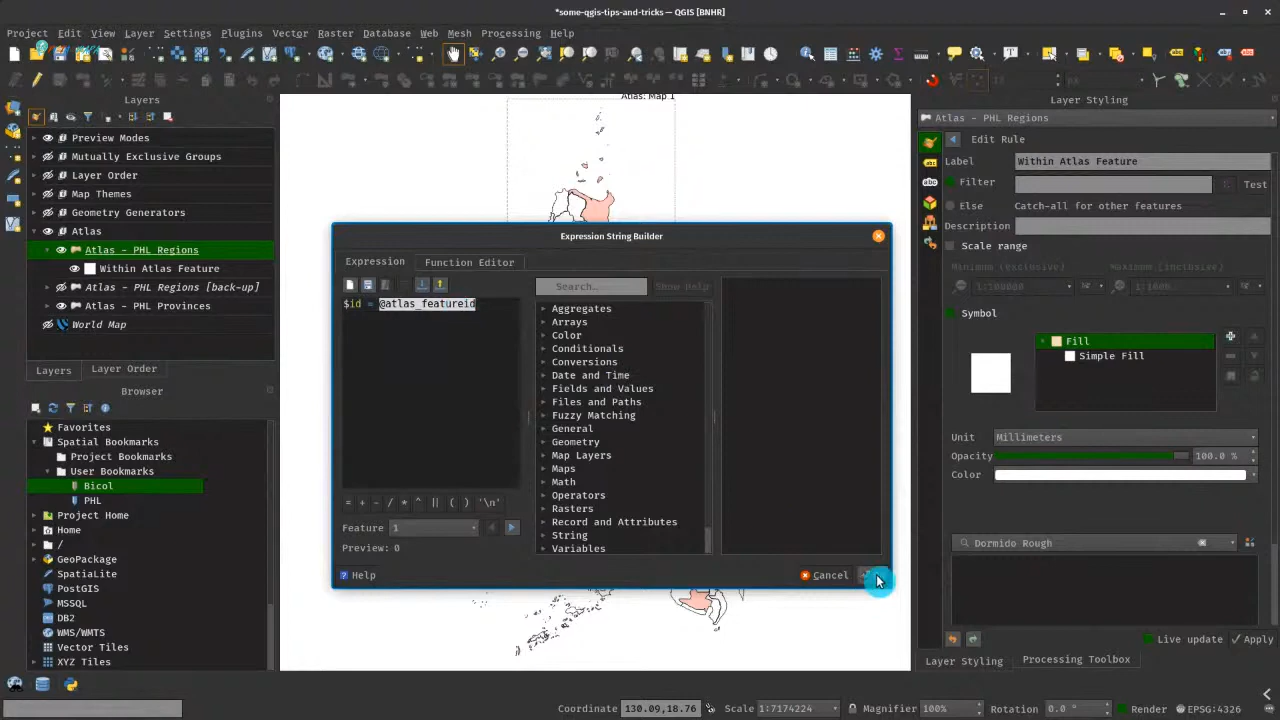 *some-qgis-tips-and-tricks — QGIS [BNHR]
Project Edit View Layer Settings Plugins Vector Raster Database Web Mesh Processing Help
Layers
Preview Modes
Mutually Exclusive Groups
Layer Order
Map Themes
Geometry Generators
Atlas
Atlas - PHL Regions
Within Atlas Feature
Atlas - PHL Regions [back-up]
Atlas - PHL Provinces
World Map
Layers Layer Order
Browser
Favorites
Spatial Bookmarks
Project Bookmarks
User Bookmarks
Bicol
PHL
Project Home
Home
/
GeoPackage
SpatiaLite
PostGIS
MSSQL
DB2
WMS/WMTS
Vector Tiles
XYZ Tiles
Atlas: Map 1
Expression String Builder
Expression Function Editor
Search… Show Help
$id = @atlas_featureid
Aggregates
Arrays
Color
Conditionals
Conversions
Date and Time
Fields and Values
Files and Paths
Fuzzy Matching
General
Geometry
Map Layers
Maps
Math
Operators
Rasters
Record and Attributes
String
Variables
= + - / * ^ || ( ) '\n'
Feature 1
Preview: 0
Help Cancel
Layer Styling
Atlas - PHL Regions
Edit Rule
Label Within Atlas Feature
Filter Test
Else Catch-all for other features
Description
Scale range
Minimum (exclusive) Maximum (inclusive)
1:100000 1:1000
Symbol
Fill
Simple Fill
Unit Millimeters
Opacity 100.0 %
Color
Dormido Rough
Live update Apply
Layer Styling Processing Toolbox
Coordinate 130.09,18.76 Scale 1:7174224 Magnifier 100% Rotation 0.0 ° Render EPSG:4326